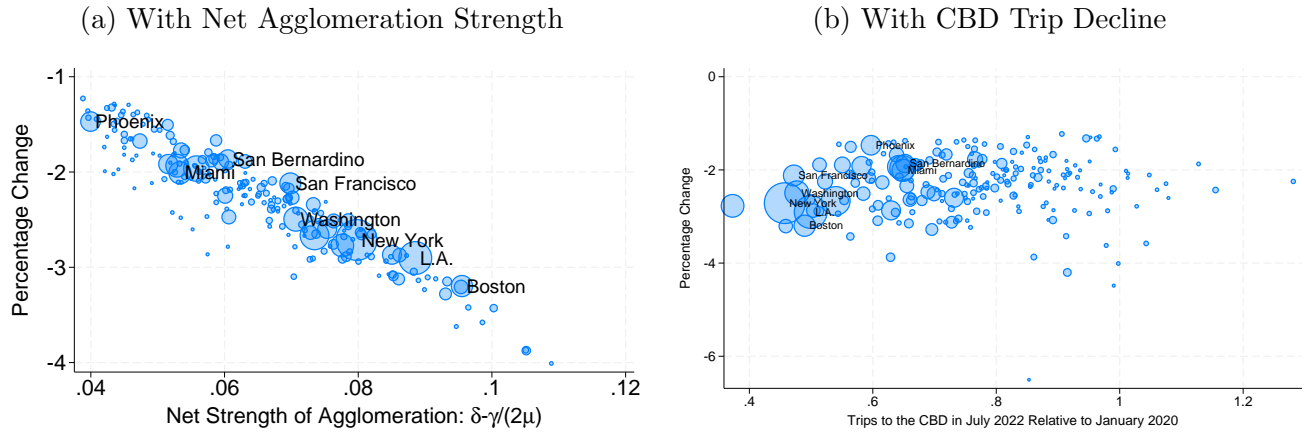 (a) With Net Agglomeration Strength
-1
-2
-3
-4
Percentage Change
Phoenix
San Bernardino
Miami
San Francisco
Washington
New York
L.A.
Boston
.04
.06
.08
.1
.12
Net Strength of Agglomeration: δ-γ/(2μ)
(b) With CBD Trip Decline
0
-2
-4
-6
Percentage Change
Phoenix
San Bernardino
Miami
San Francisco
Washington
New York
L.A.
Boston
.4
.6
.8
1
1.2
Trips to the CBD in July 2022 Relative to January 2020